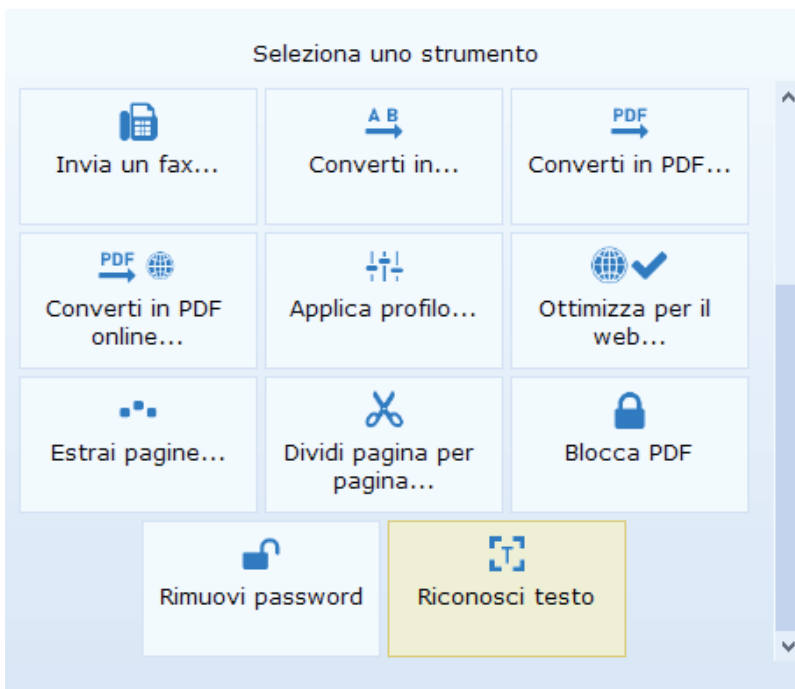 Seleziona uno strumento
Invia un fax...
A B
Converti in...
PDF
Converti in PDF...
PDF
Converti in PDF
online...
Applica profilo...
Ottimizza per il
web...
Estrai pagine...
Dividi pagina per
pagina...
Blocca PDF
Rimuovi password
T
Riconosci testo